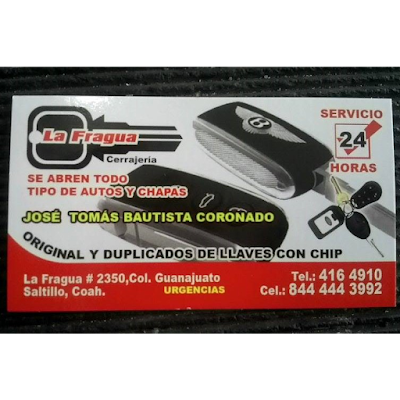 La Fragua
Cerrajería
SERVICIO
24
HORAS
SE ABREN TODO
TIPO DE AUTOS Y CHAPAS
JOSÉ TOMÁS BAUTISTA CORONADO
ORIGINAL Y DUPLICADOS DE LLAVES CON CHIP
La Fragua # 2350,Col. Guanajuato
Saltillo, Coah.
URGENCIAS
Tel.: 416 4910
Cel.: 844 444 3992